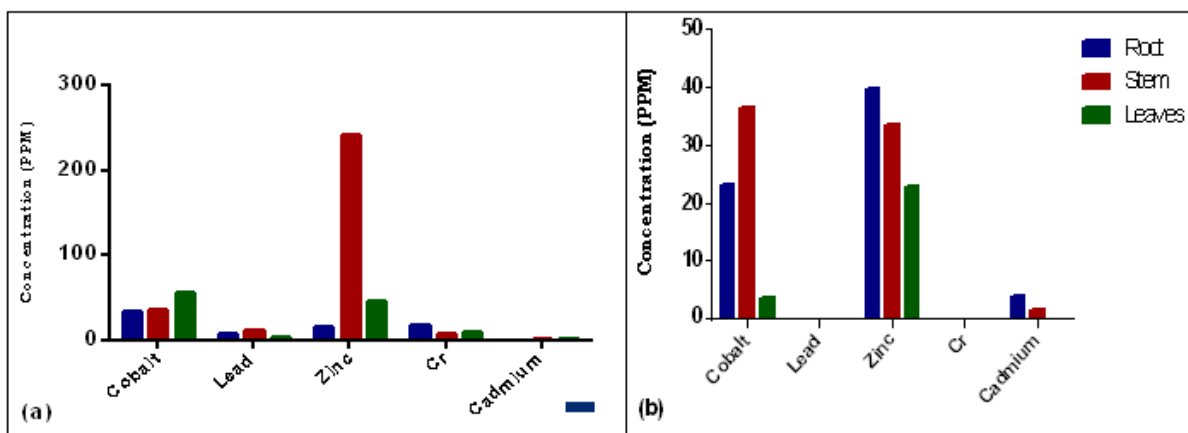 Concentration (PPM)
300
200
100
0
Cobalt
Lead
Zinc
Cr
Cadmium
(a)
Concentration (PPM)
50
40
30
20
10
0
Cobalt
Lead
Zinc
Cr
Cadmium
(b)
Root
Stem
Leaves